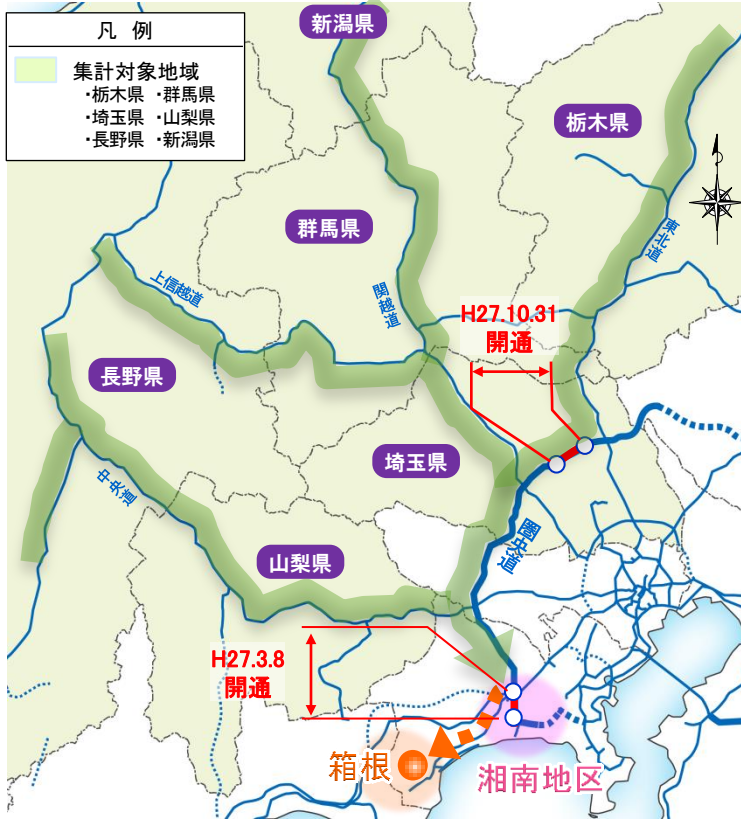 凡 例
集計対象地域
・栃木県 ・群馬県
・埼玉県 ・山梨県
・長野県 ・新潟県
新潟県
栃木県
群馬県
東北道
上信越道
関越道
H27.10.31
開通
長野県
埼玉県
中央道
圏央道
山梨県
H27.3.8
開通
箱根
湘南地区